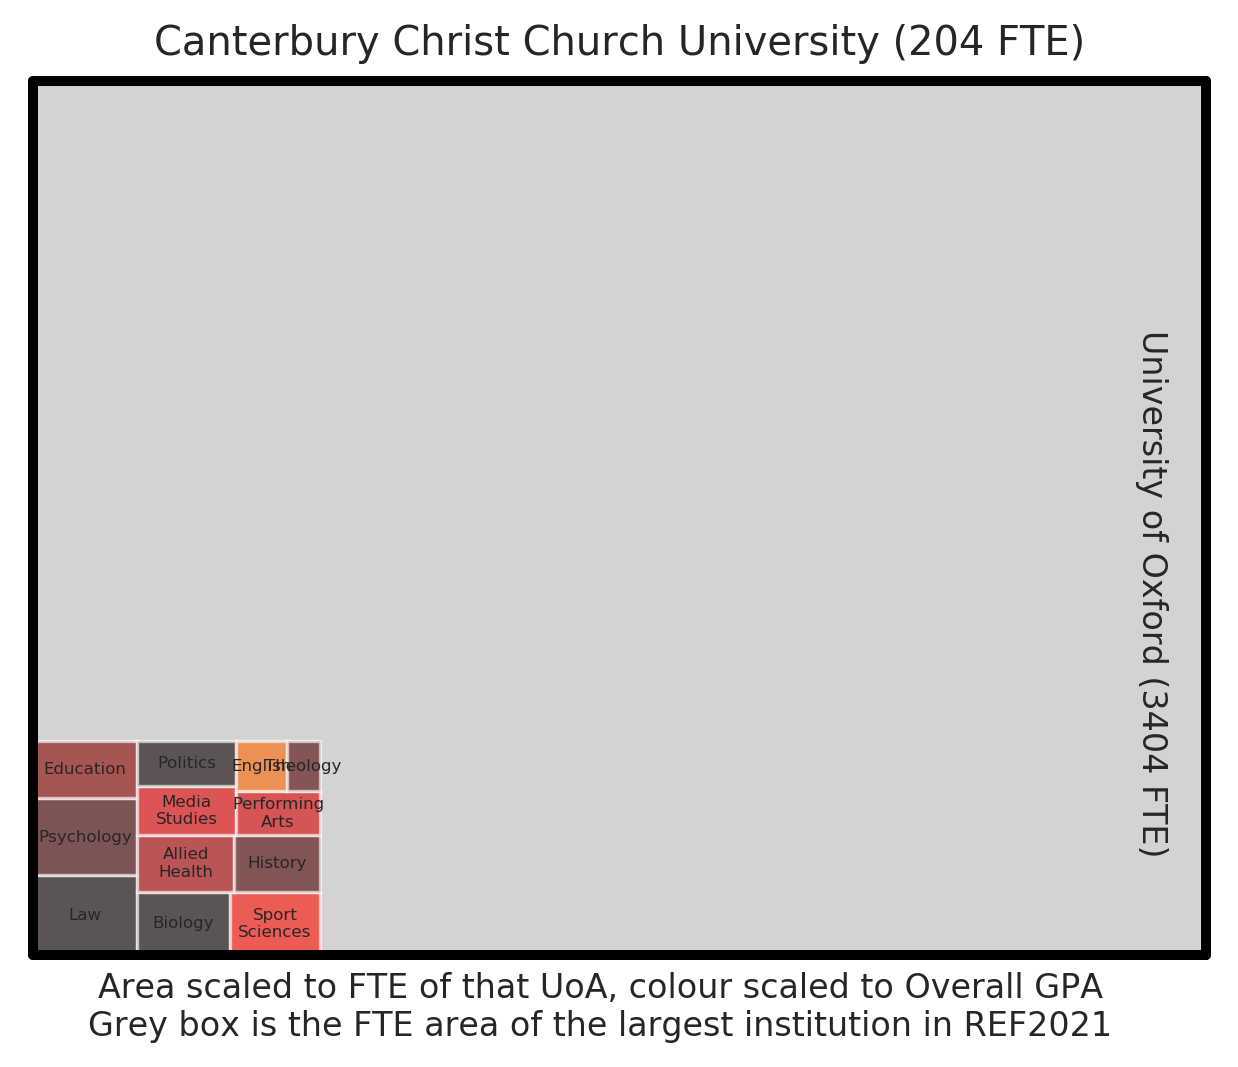 Canterbury Christ Church University (204 FTE)
University of Oxford (3404 FTE)
Education
Politics
English
Theology
Media
Studies
Performing
Arts
Psychology
Allied
Health
History
Law
Biology
Sport
Sciences
Area scaled to FTE of that UoA, colour scaled to Overall GPA
Grey box is the FTE area of the largest institution in REF2021